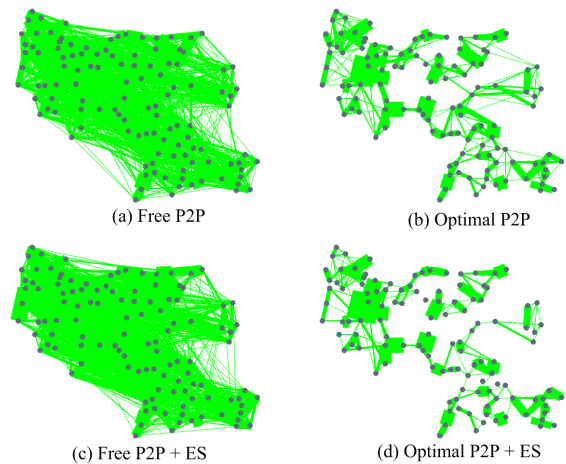 (a) Free P2P
(b) Optimal P2P
(c) Free P2P + ES
(d) Optimal P2P + ES